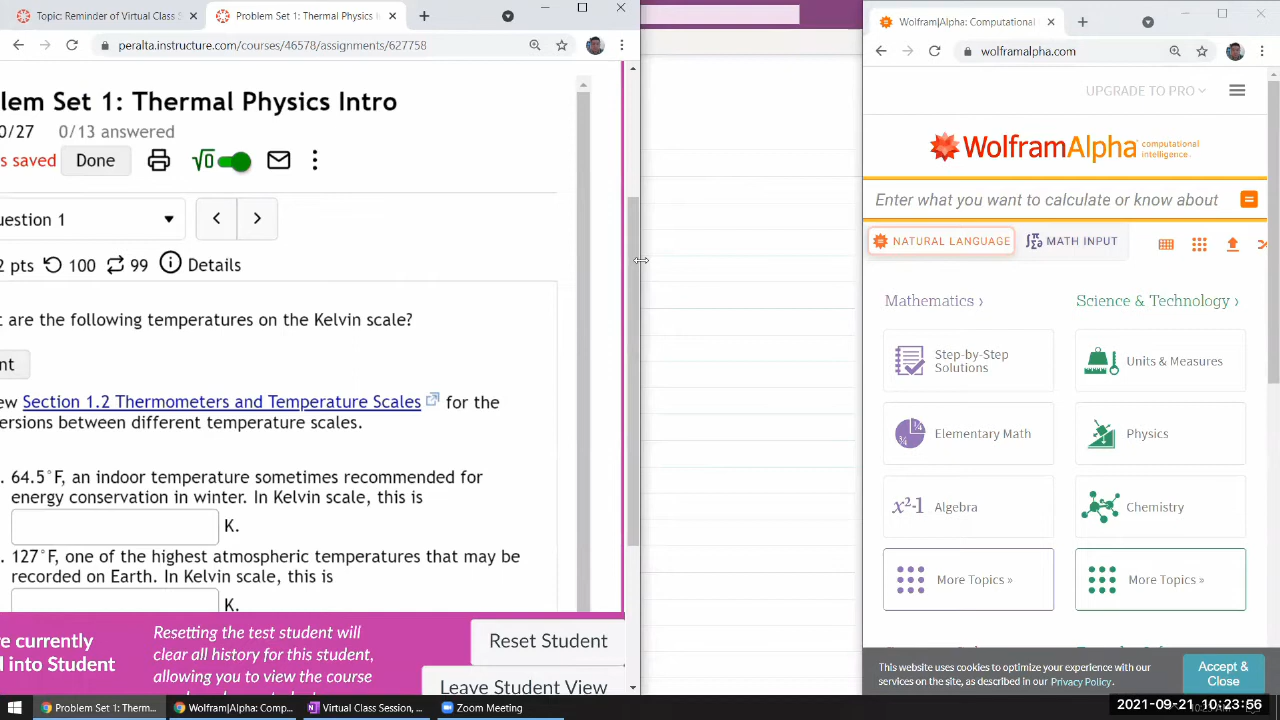 Topic: Reminder of Virtual Class
Problem Set 1: Thermal Physics In
peralta.instructure.com/courses/46578/assignments/627758
lem Set 1: Thermal Physics Intro
0/27 0/13 answered
s saved Done √0
uestion 1
2 pts 100 99 Details
t are the following temperatures on the Kelvin scale?
nt
ew Section 1.2 Thermometers and Temperature Scales for the
ersions between different temperature scales.
. 64.5°F, an indoor temperature sometimes recommended for
energy conservation in winter. In Kelvin scale, this is
K.
. 127°F, one of the highest atmospheric temperatures that may be
recorded on Earth. In Kelvin scale, this is
K.
e currently
d into Student
Resetting the test student will
clear all history for this student,
allowing you to view the course
Reset Student
Leave Student View
Wolfram|Alpha: Computational
wolframalpha.com
UPGRADE TO PRO
WolframAlpha computational
intelligence.
Enter what you want to calculate or know about
NATURAL LANGUAGE
MATH INPUT
Mathematics ›
Science & Technology ›
Step-by-Step
Solutions
Units & Measures
Elementary Math
Physics
x²-1 Algebra
Chemistry
More Topics »
More Topics »
This website uses cookies to optimize your experience with our
services on the site, as described in our Privacy Policy.
Accept &
Close
Problem Set 1: Therm...
Wolfram|Alpha: Comp...
Virtual Class Session, ...
Zoom Meeting
2021-09-21 10:23:56